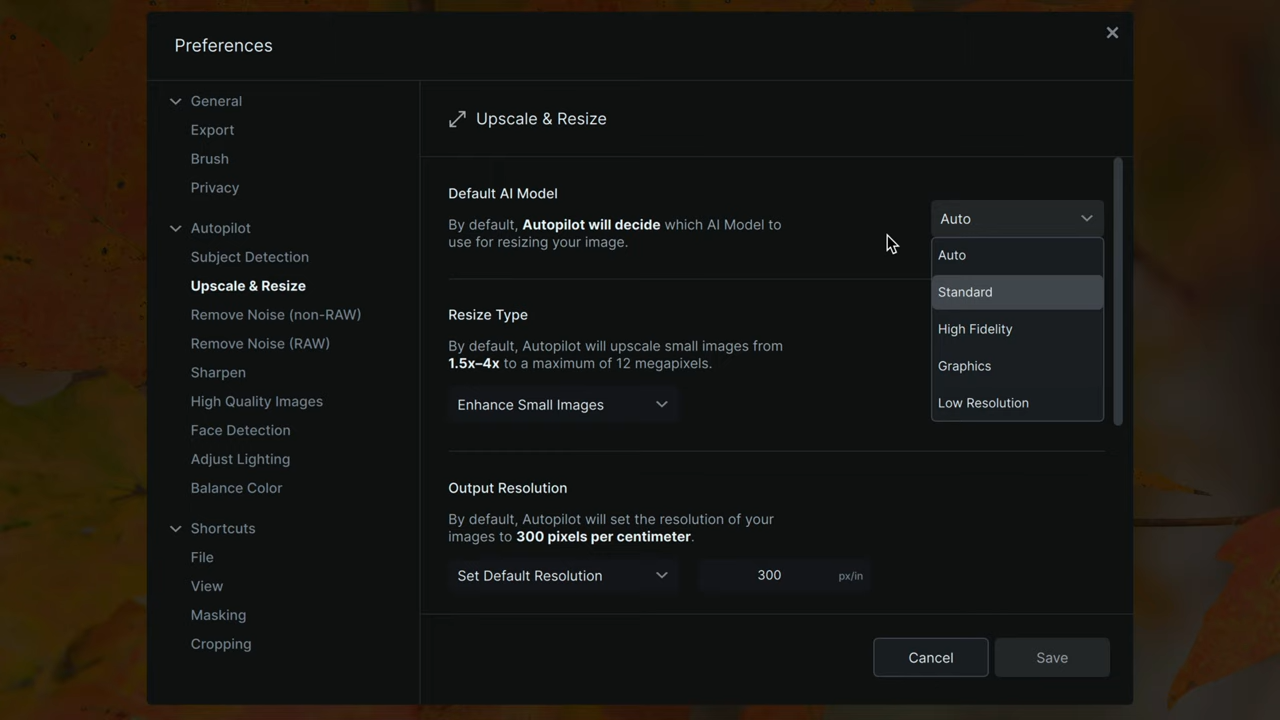 Preferences
General
Export
Brush
Privacy
Autopilot
Subject Detection
Upscale & Resize
Remove Noise (non-RAW)
Remove Noise (RAW)
Sharpen
High Quality Images
Face Detection
Adjust Lighting
Balance Color
Shortcuts
File
View
Masking
Cropping
Upscale & Resize
Default AI Model
By default, Autopilot will decide which AI Model to
use for resizing your image.
Auto
Auto
Standard
High Fidelity
Graphics
Low Resolution
Resize Type
By default, Autopilot will upscale small images from
1.5x–4x to a maximum of 12 megapixels.
Enhance Small Images
Output Resolution
By default, Autopilot will set the resolution of your
images to 300 pixels per centimeter.
Set Default Resolution
300 px/in
Cancel
Save